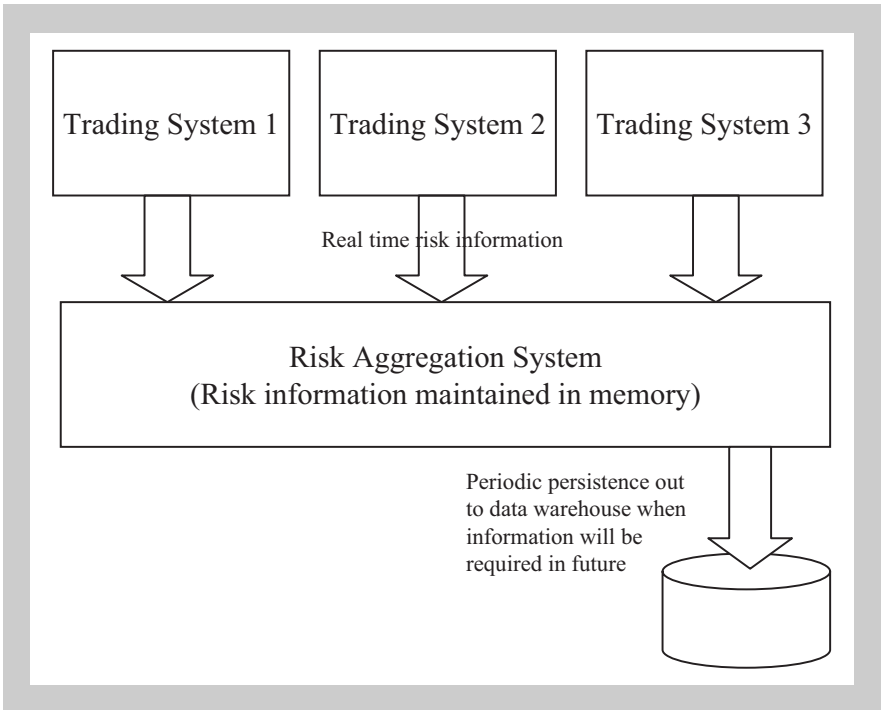 Trading System 1
Trading System 2
Trading System 3
Real time risk information
Risk Aggregation System
(Risk information maintained in memory)
Periodic persistence out
to data warehouse when
information will be
required in future